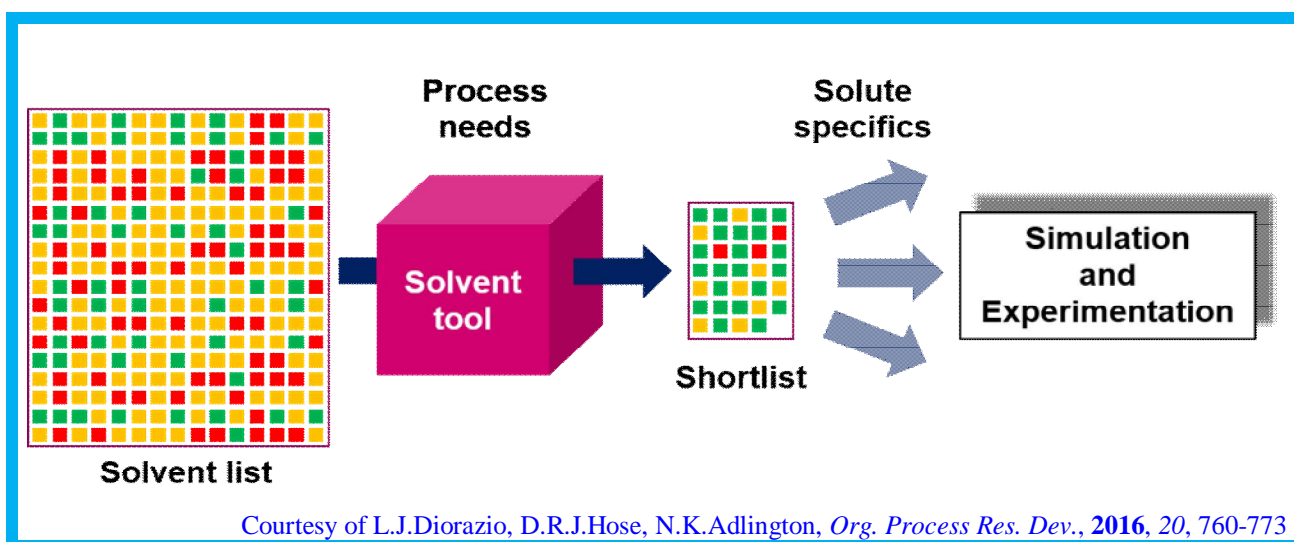 Process
needs
Solute
specifics
Solvent
tool
Simulation
and
Experimentation
Shortlist
Solvent list
Courtesy of L.J.Diorazio, D.R.J.Hose, N.K.Adlington, Org. Process Res. Dev., 2016, 20, 760-773